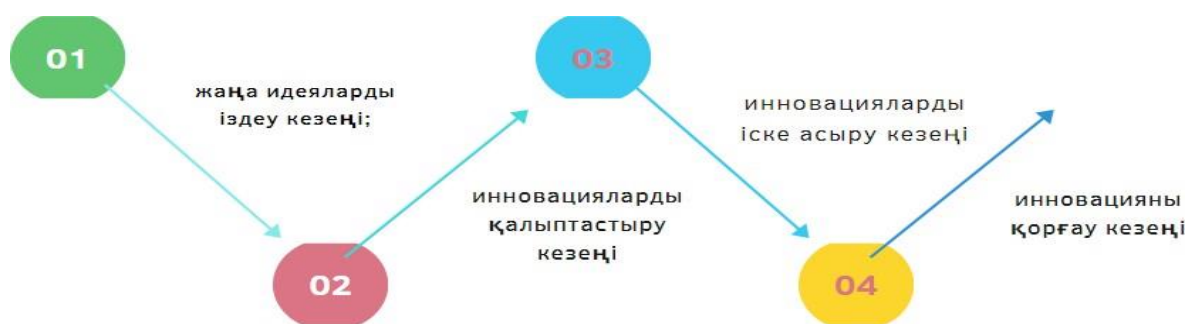 01
жаңа идеяларды
іздеу кезеңі;
02
инновацияларды
қалыптастыру
кезеңі
03
инновацияларды
іске асыру кезеңі
04
инновацияны
қорғау кезеңі